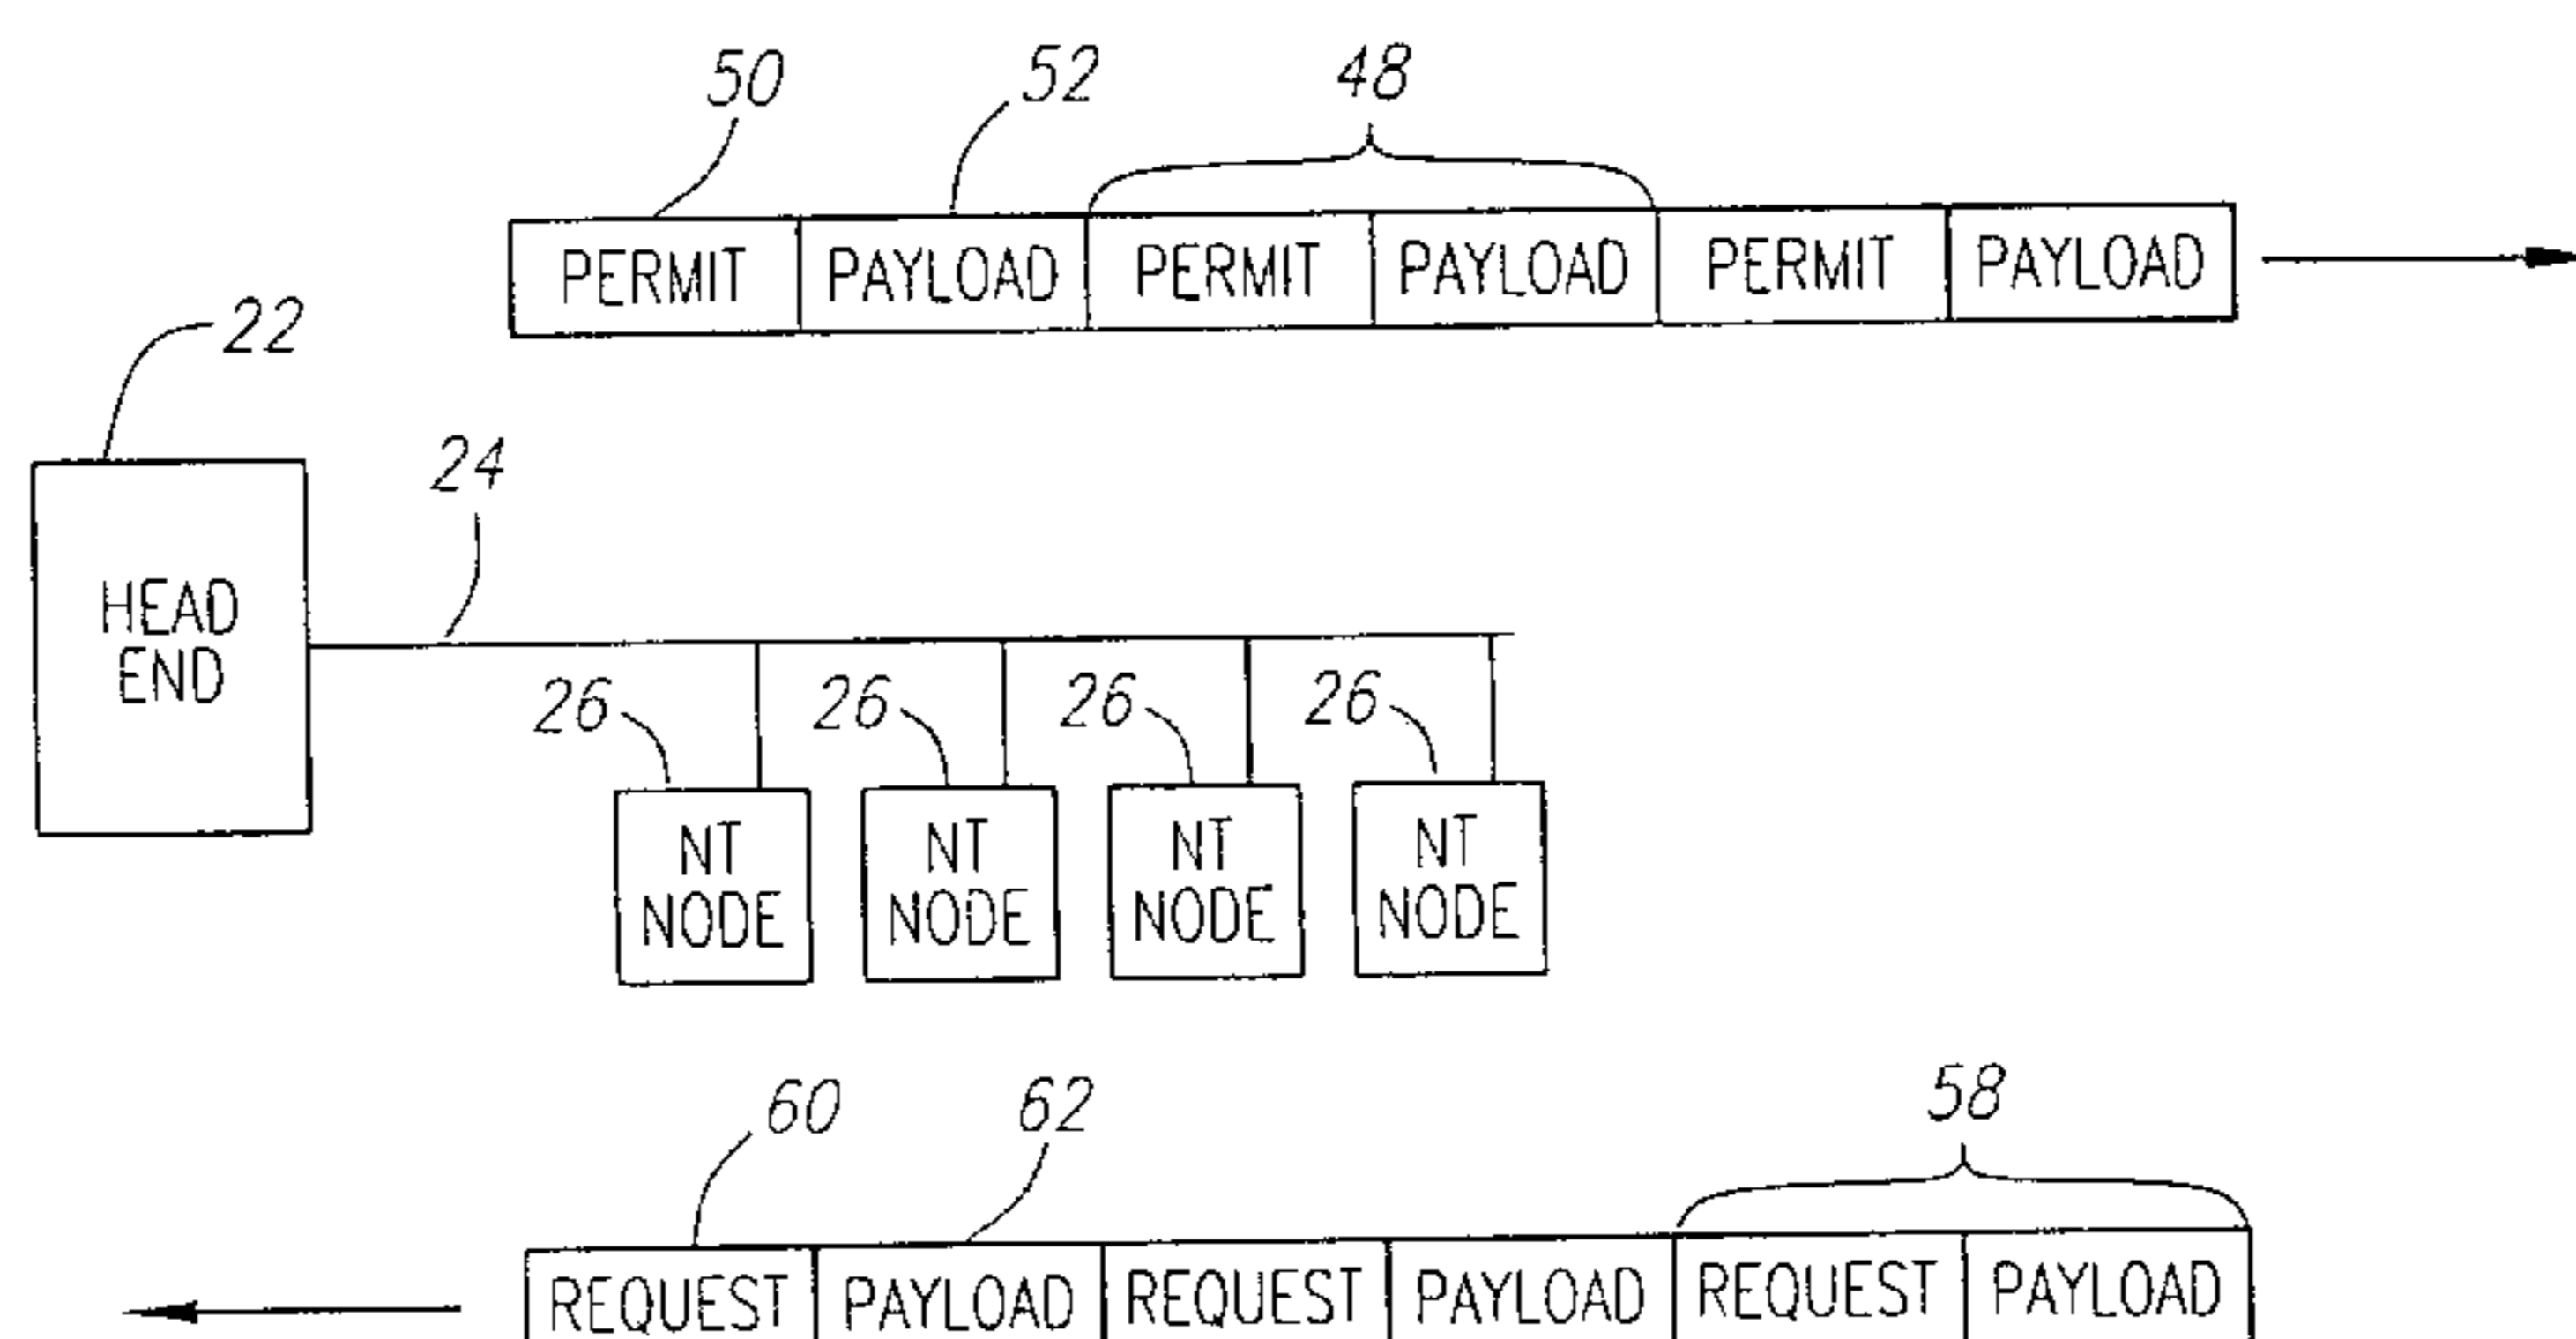 50 52 48
PERMIT PAYLOAD PERMIT PAYLOAD PERMIT PAYLOAD
22
24
HEAD
END
26 26 26 26
NT NT NT NT
NODE NODE NODE NODE
60 62 58
REQUEST PAYLOAD REQUEST PAYLOAD REQUEST PAYLOAD